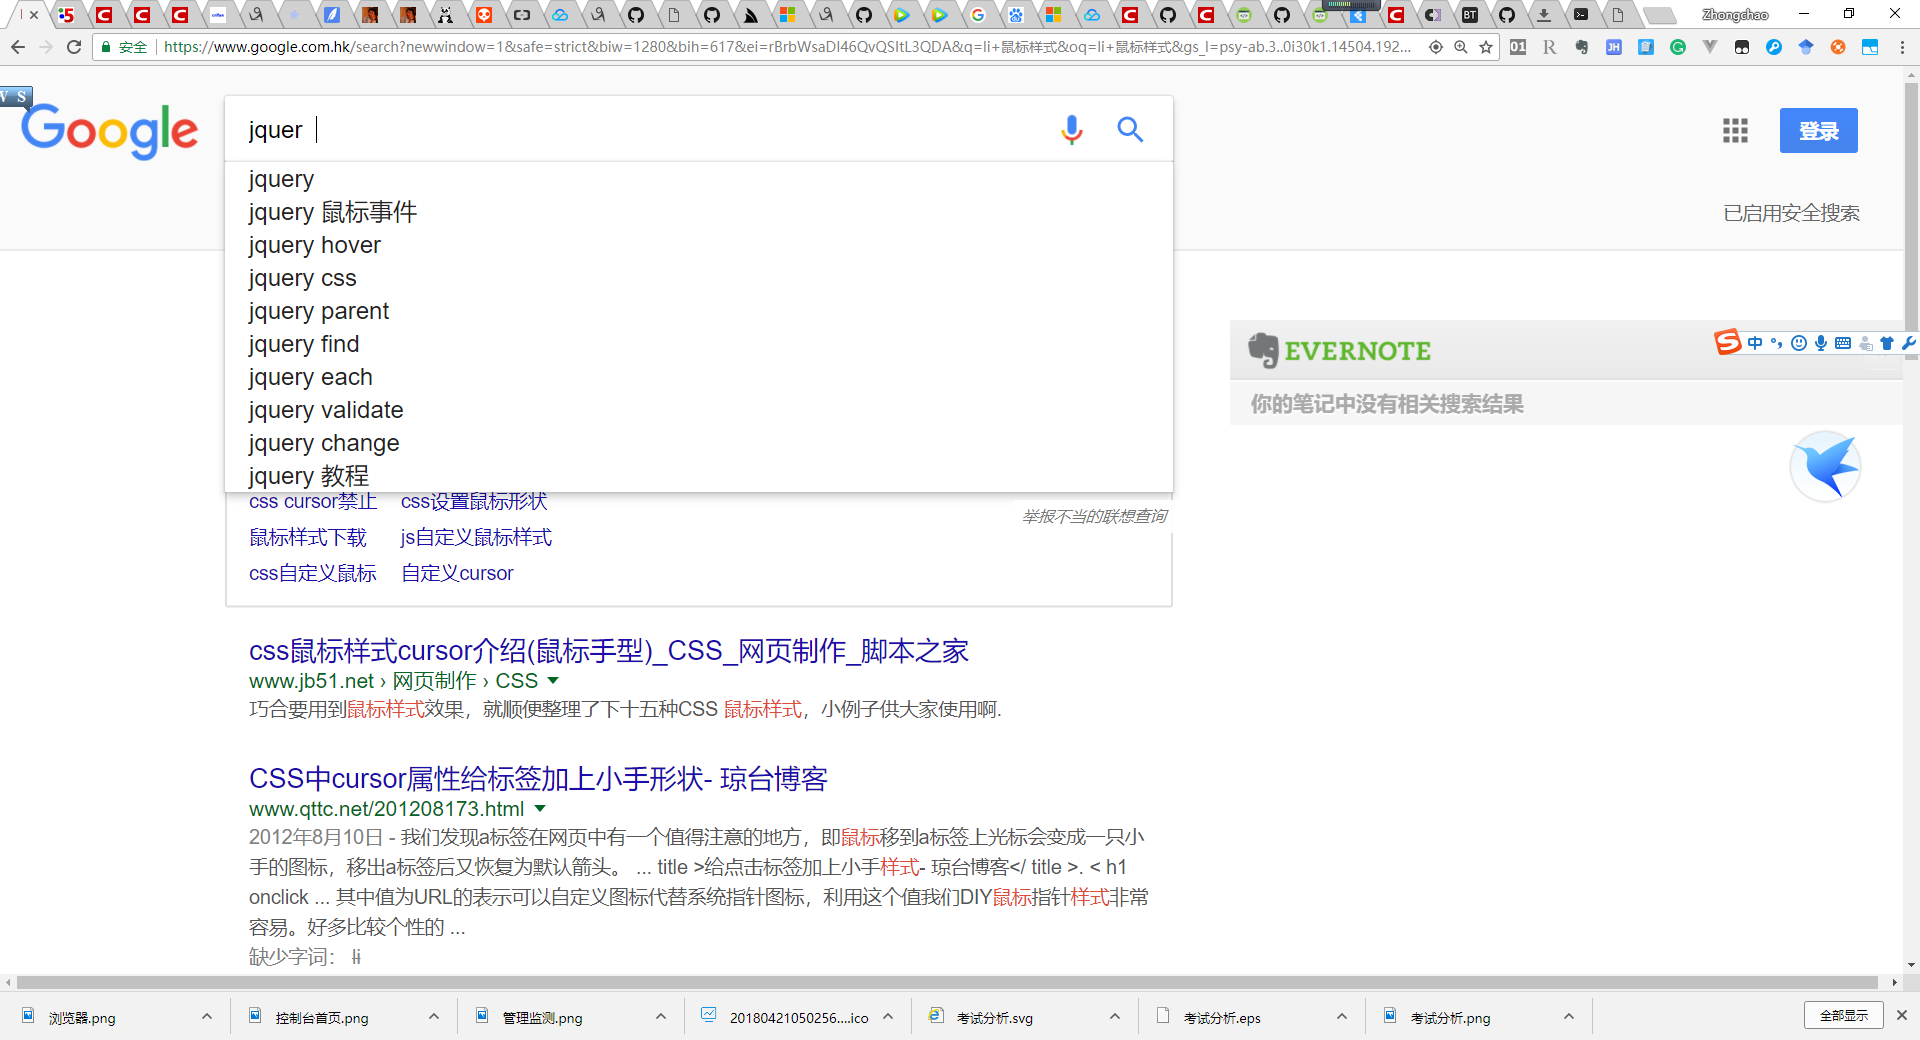 Zhongchao
安全 https://www.google.com.hk/search?newwindow=1&safe=strict&biw=1280&bih=617&ei=rBrbWsaDI46QvQSItL3QDA&q=li+鼠标样式&oq=li+鼠标样式&gs_l=psy-ab.3..0i30k1.14504.192...
W S
Google
jquer
登录
jquery
jquery 鼠标事件
jquery hover
jquery css
jquery parent
jquery find
jquery each
jquery validate
jquery change
jquery 教程
已启用安全搜索
举报不当的联想查询
css cursor禁止 css设置鼠标形状
鼠标样式下载 js自定义鼠标样式
css自定义鼠标 自定义cursor
EVERNOTE
你的笔记中没有相关搜索结果
中
css鼠标样式cursor介绍(鼠标手型)_CSS_网页制作_脚本之家
www.jb51.net › 网页制作 › CSS
巧合要用到鼠标样式效果，就顺便整理了下十五种CSS 鼠标样式，小例子供大家使用啊.
CSS中cursor属性给标签加上小手形状- 琼台博客
www.qttc.net/201208173.html
2012年8月10日 - 我们发现a标签在网页中有一个值得注意的地方，即鼠标移到a标签上光标会变成一只小
手的图标，移出a标签后又恢复为默认箭头。 ... title >给点击标签加上小手样式- 琼台博客</ title >. < h1
onclick ... 其中值为URL的表示可以自定义图标代替系统指针图标，利用这个值我们DIY鼠标指针样式非常
容易。好多比较个性的 ...
缺少字词： li
浏览器.png
控制台首页.png
管理监测.png
20180421050256....ico
考试分析.svg
考试分析.eps
考试分析.png
全部显示